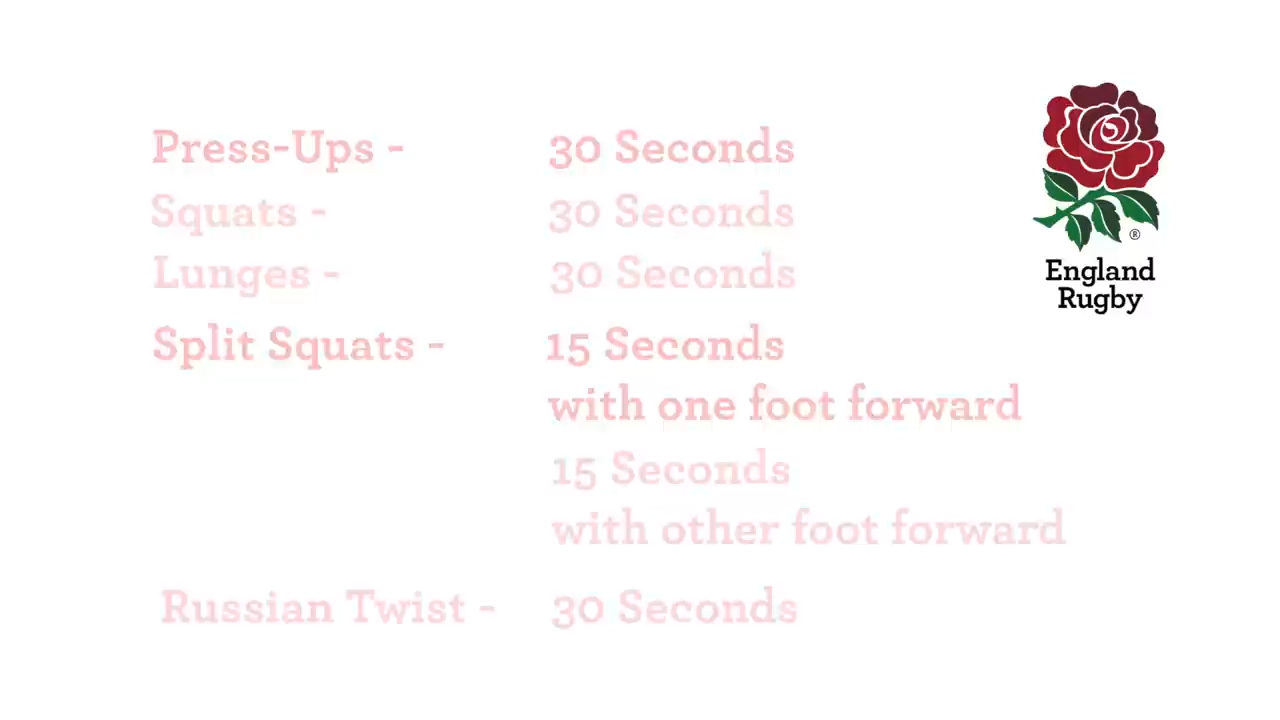 Press-Ups - 30 Seconds
Squats - 30 Seconds
Lunges - 30 Seconds
Split Squats - 15 Seconds
with one foot forward
15 Seconds
with other foot forward
Russian Twist - 30 Seconds
®
England
Rugby